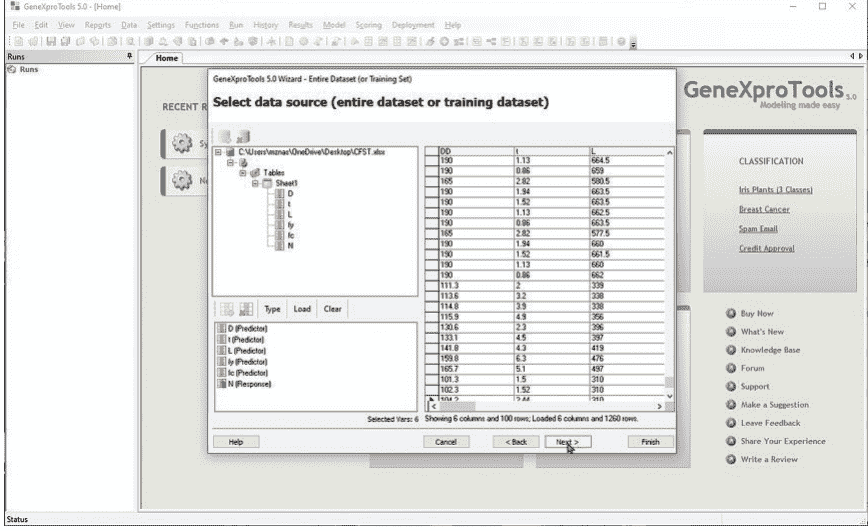 GeneXproTools 5.0 - [Home]
File Edit View Reports Data Settings Functions Run History Results Model Scoring Deployment Help
Runs
Runs
Home
GeneXproTools 5.0
Modeling made easy
RECENT R
Sy
Ne
GeneXproTools 5.0 Wizard - Entire Dataset (or Training Set)
Select data source (entire dataset or training dataset)
C:\Users\mznas\OneDrive\Desktop\CFST.xlsx
Tables
Sheet1
D
t
L
fy
fc
N
Type Load Clear
D (Predictor)
t (Predictor)
L (Predictor)
fy (Predictor)
fc (Predictor)
N (Response)
DD t L
190 1.13 664.5
190 0.86 659
165 2.82 580.5
190 1.94 663.5
190 1.52 663.5
190 1.13 662.5
190 0.86 663.5
165 2.82 577.5
190 1.94 660
190 1.52 661.5
190 1.13 660
190 0.86 662
111.3 2 339
113.6 3.2 338
114.8 3.9 338
115.9 4.9 356
130.6 2.3 396
133.1 4.5 397
141.8 4.3 419
159.8 6.3 476
165.7 5.1 497
101.3 1.5 310
102.3 1.52 310
104.2 2.44 310
Selected Vars: 6 Showing 6 columns and 100 rows; Loaded 6 columns and 1260 rows.
Help Cancel < Back Next > Finish
CLASSIFICATION
Iris Plants (3 Classes)
Breast Cancer
Spam Email
Credit Approval
Buy Now
What's New
Knowledge Base
Forum
Support
Make a Suggestion
Leave Feedback
Share Your Experience
Write a Review
Status